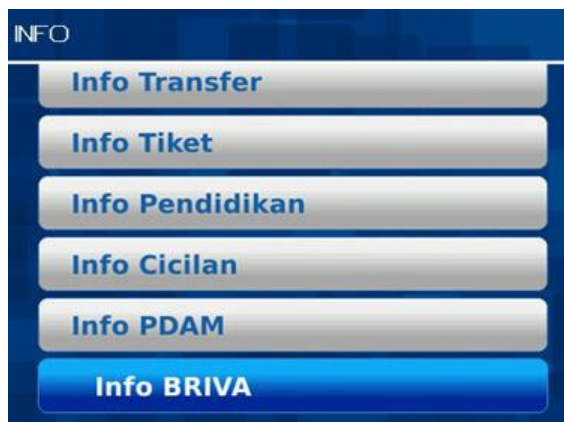 INFO
Info Transfer
Info Tiket
Info Pendidikan
Info Cicilan
Info PDAM
Info BRIVA